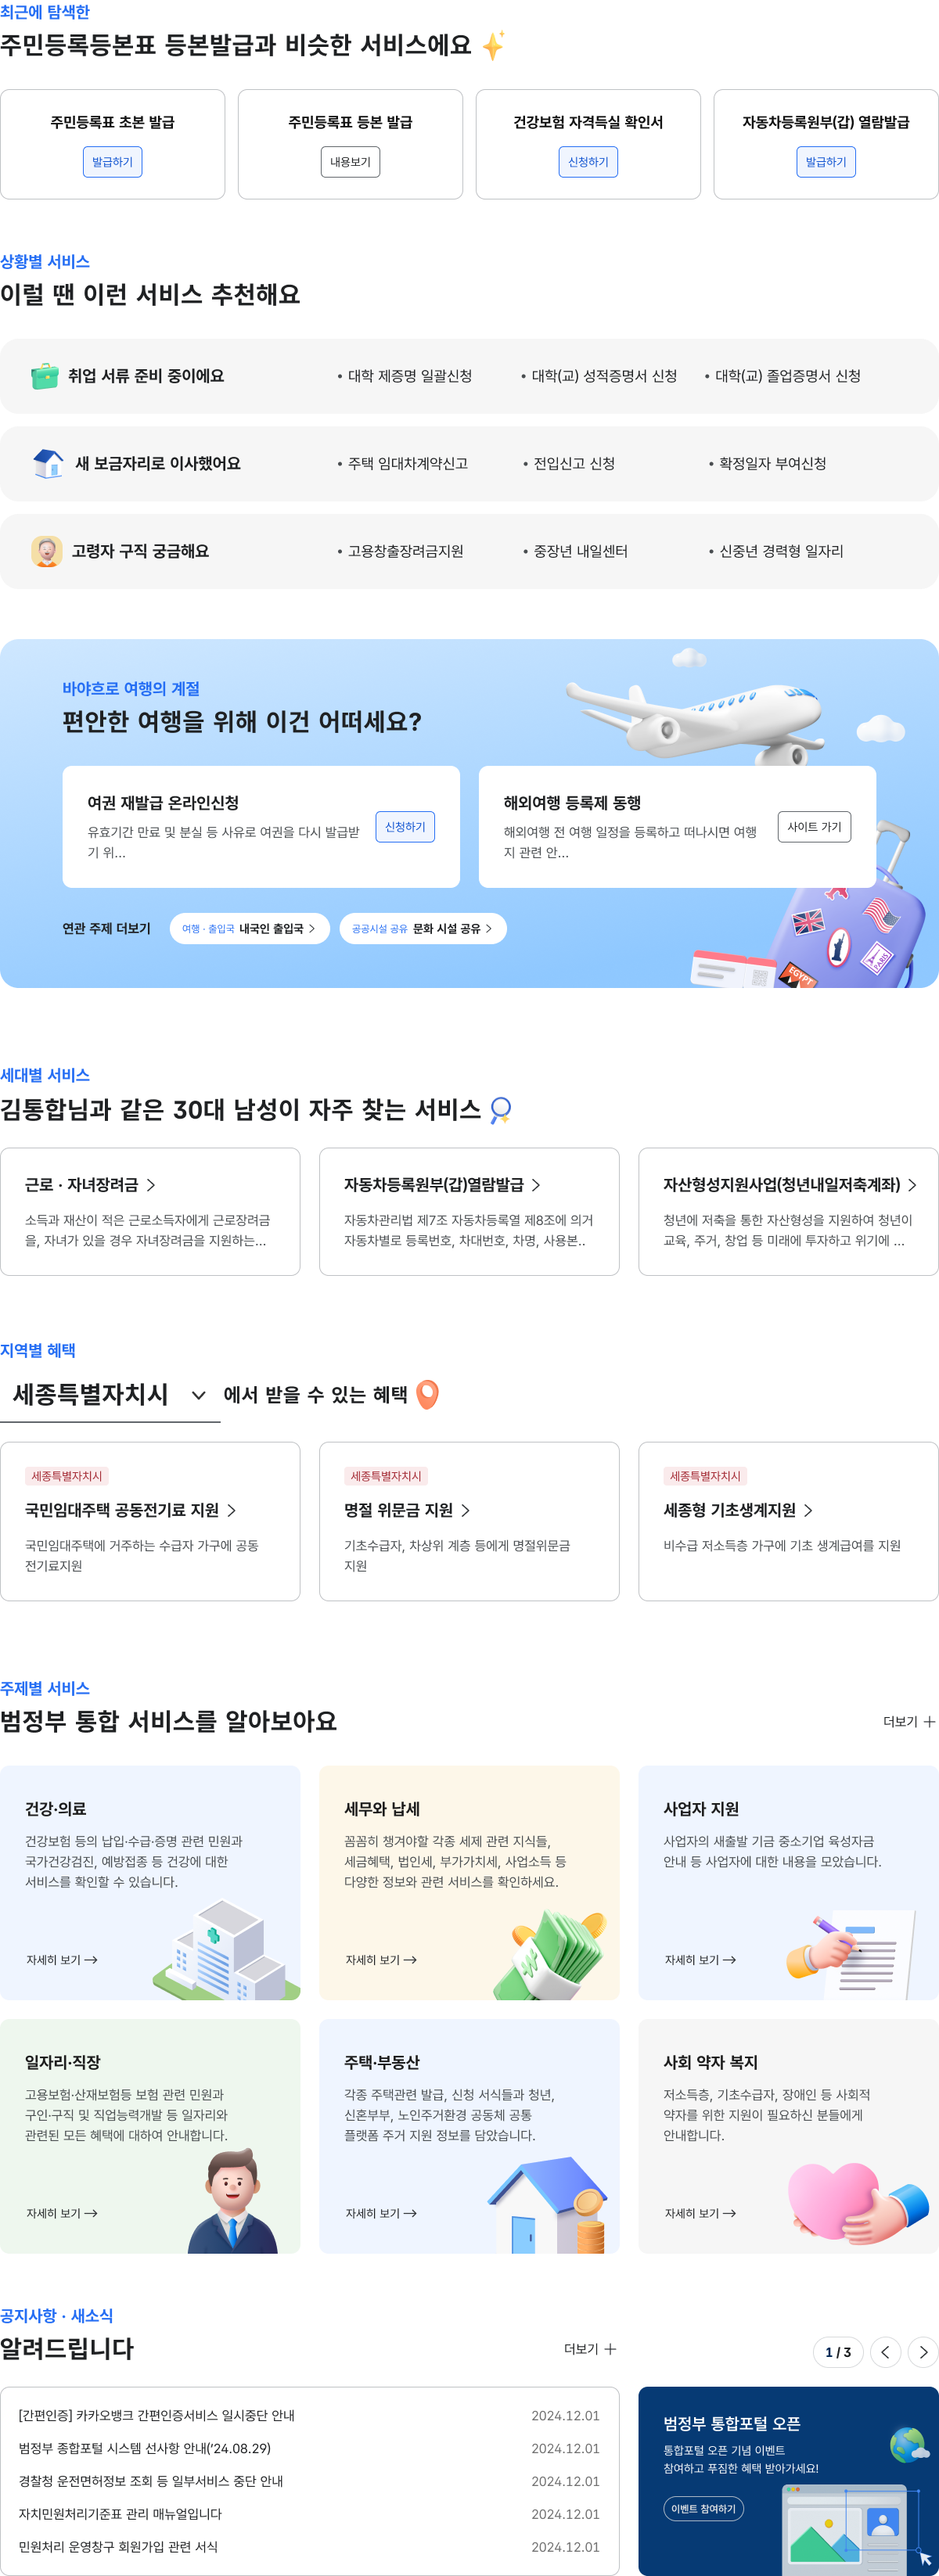 최근에 탐색한
주민등록등본표 등본발급과 비슷한 서비스에요
주민등록표 초본 발급
발급하기
주민등록표 등본 발급
내용보기
건강보험 자격득실 확인서
신청하기
자동차등록원부(갑) 열람발급
발급하기
상황별 서비스
이럴 땐 이런 서비스 추천해요
취업 서류 준비 중이에요
• 대학 제증명 일괄신청
• 대학(교) 성적증명서 신청
• 대학(교) 졸업증명서 신청
새 보금자리로 이사했어요
• 주택 임대차계약신고
• 전입신고 신청
• 확정일자 부여신청
고령자 구직 궁금해요
• 고용창출장려금지원
• 중장년 내일센터
• 신중년 경력형 일자리
바야흐로 여행의 계절
편안한 여행을 위해 이건 어떠세요?
여권 재발급 온라인신청
유효기간 만료 및 분실 등 사유로 여권을 다시 발급받
기 위...
신청하기
해외여행 등록제 동행
해외여행 전 여행 일정을 등록하고 떠나시면 여행
지 관련 안...
사이트 가기
연관 주제 더보기
여행 · 출입국 내국인 출입국
공공시설 공유 문화 시설 공유
EGYPT
PARIS
세대별 서비스
김통합님과 같은 30대 남성이 자주 찾는 서비스
근로 · 자녀장려금
소득과 재산이 적은 근로소득자에게 근로장려금
을, 자녀가 있을 경우 자녀장려금을 지원하는...
자동차등록원부(갑)열람발급
자동차관리법 제7조 자동차등록열 제8조에 의거
자동차별로 등록번호, 차대번호, 차명, 사용본..
자산형성지원사업(청년내일저축계좌)
청년에 저축을 통한 자산형성을 지원하여 청년이
교육, 주거, 창업 등 미래에 투자하고 위기에 ...
지역별 혜택
세종특별자치시 에서 받을 수 있는 혜택
세종특별자치시
국민임대주택 공동전기료 지원
국민임대주택에 거주하는 수급자 가구에 공동
전기료지원
세종특별자치시
명절 위문금 지원
기초수급자, 차상위 계층 등에게 명절위문금
지원
세종특별자치시
세종형 기초생계지원
비수급 저소득층 가구에 기초 생계급여를 지원
주제별 서비스
범정부 통합 서비스를 알아보아요
더보기
건강·의료
건강보험 등의 납입·수급·증명 관련 민원과
국가건강검진, 예방접종 등 건강에 대한
서비스를 확인할 수 있습니다.
자세히 보기
세무와 납세
꼼꼼히 챙겨야할 각종 세제 관련 지식들,
세금혜택, 법인세, 부가가치세, 사업소득 등
다양한 정보와 관련 서비스를 확인하세요.
자세히 보기
사업자 지원
사업자의 새출발 기금 중소기업 육성자금
안내 등 사업자에 대한 내용을 모았습니다.
자세히 보기
일자리·직장
고용보험·산재보험등 보험 관련 민원과
구인·구직 및 직업능력개발 등 일자리와
관련된 모든 혜택에 대하여 안내합니다.
자세히 보기
주택·부동산
각종 주택관련 발급, 신청 서식들과 청년,
신혼부부, 노인주거환경 공동체 공통
플랫폼 주거 지원 정보를 담았습니다.
자세히 보기
사회 약자 복지
저소득층, 기초수급자, 장애인 등 사회적
약자를 위한 지원이 필요하신 분들에게
안내합니다.
자세히 보기
공지사항 · 새소식
알려드립니다
더보기
[간편인증] 카카오뱅크 간편인증서비스 일시중단 안내 2024.12.01
범정부 종합포털 시스템 선사항 안내('24.08.29) 2024.12.01
경찰청 운전면허정보 조회 등 일부서비스 중단 안내 2024.12.01
자치민원처리기준표 관리 매뉴얼입니다 2024.12.01
민원처리 운영창구 회원가입 관련 서식 2024.12.01
1 / 3
범정부 통합포털 오픈
통합포털 오픈 기념 이벤트
참여하고 푸짐한 혜택 받아가세요!
이벤트 참여하기